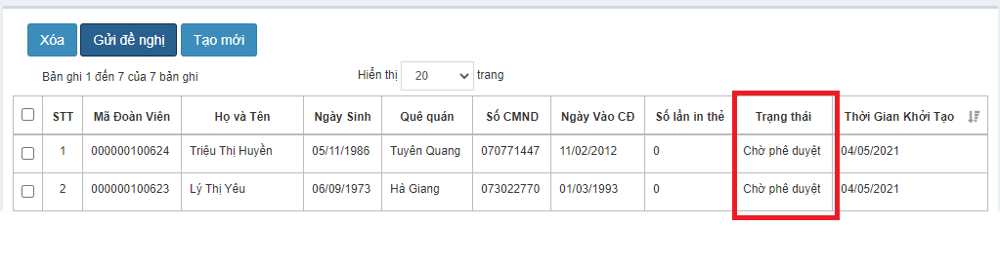 Xóa Gửi đề nghị Tạo mới
Bản ghi 1 đến 7 của 7 bản ghi Hiển thị 20 trang
STT Mã Đoàn Viên Họ và Tên Ngày Sinh Quê quán Số CMND Ngày Vào CĐ Số lần in thẻ Trạng thái Thời Gian Khởi Tạo
1 000000100624 Triệu Thị Huyền 05/11/1986 Tuyên Quang 070771447 11/02/2012 0 Chờ phê duyệt 04/05/2021
2 000000100623 Lý Thị Yêu 06/09/1973 Hà Giang 073022770 01/03/1993 0 Chờ phê duyệt 04/05/2021